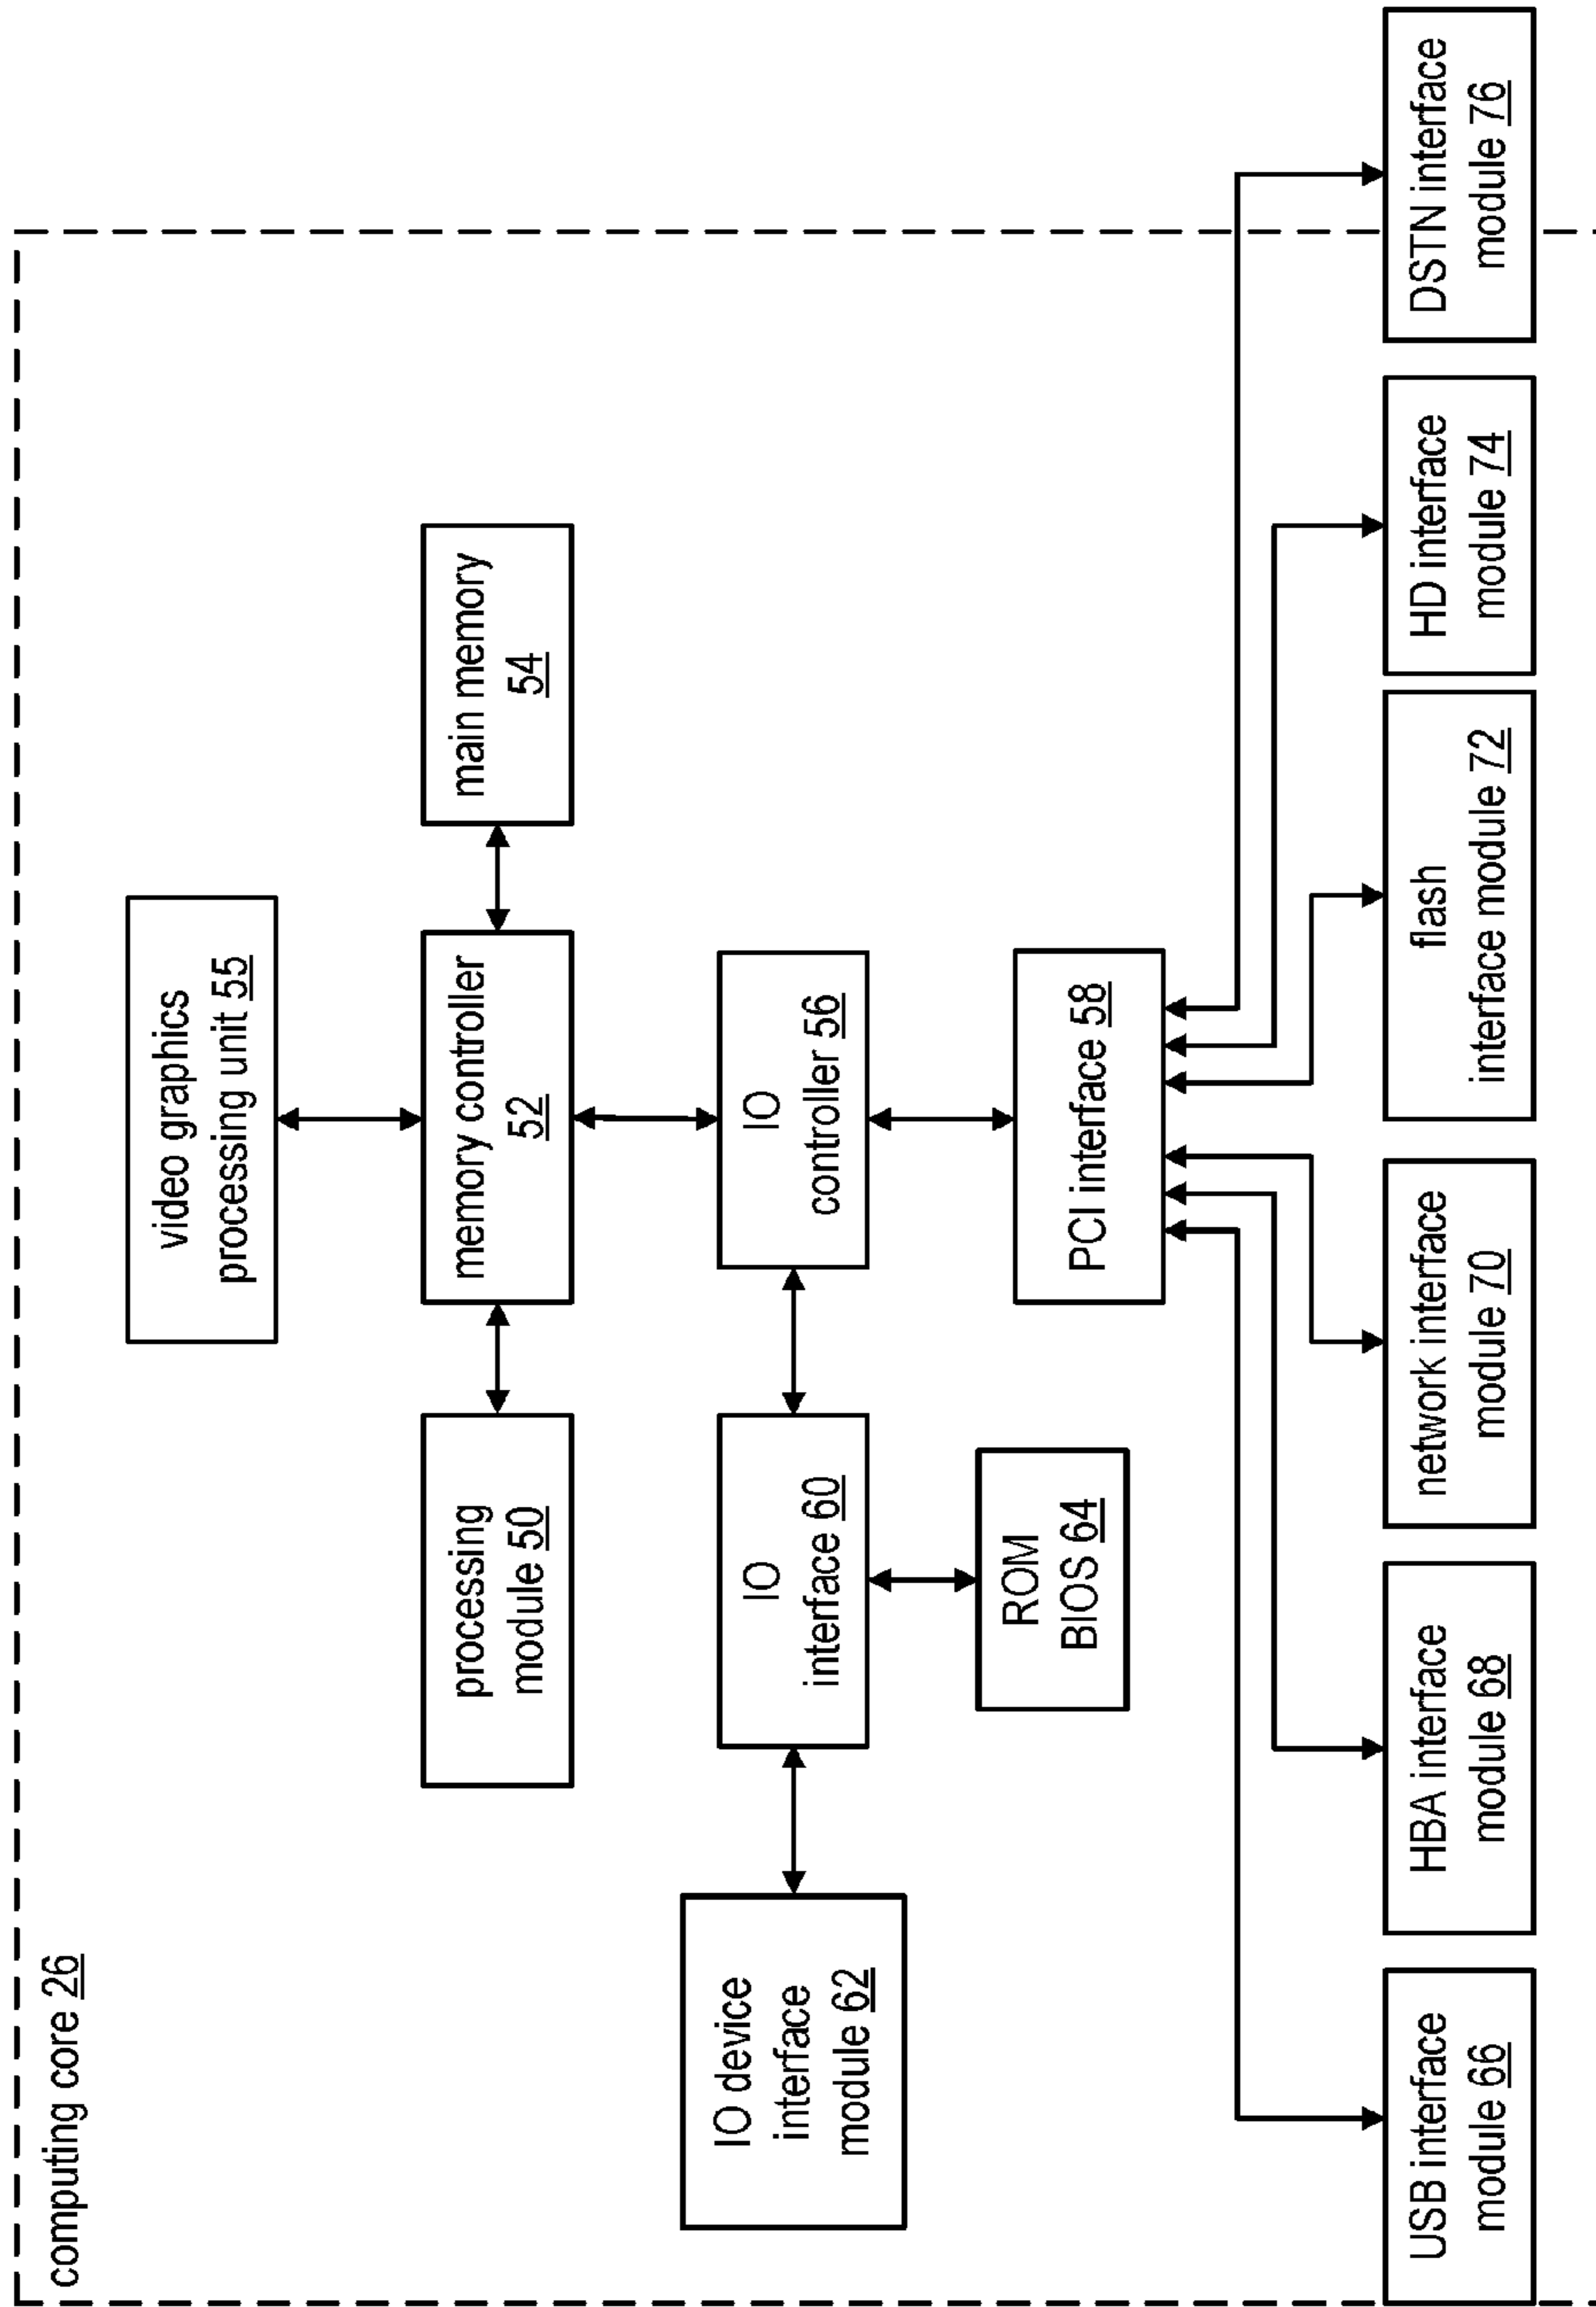 computing core 26
video graphics
processing unit 55
processing
module 50
memory controller
52
main memory
54
IO device
interface
module 62
IO
interface 60
IO
controller 56
ROM
BIOS 64
PCI interface 58
USB interface
module 66
HBA interface
module 68
network interface
module 70
flash
interface module 72
HD interface
module 74
DSTN interface
module 76